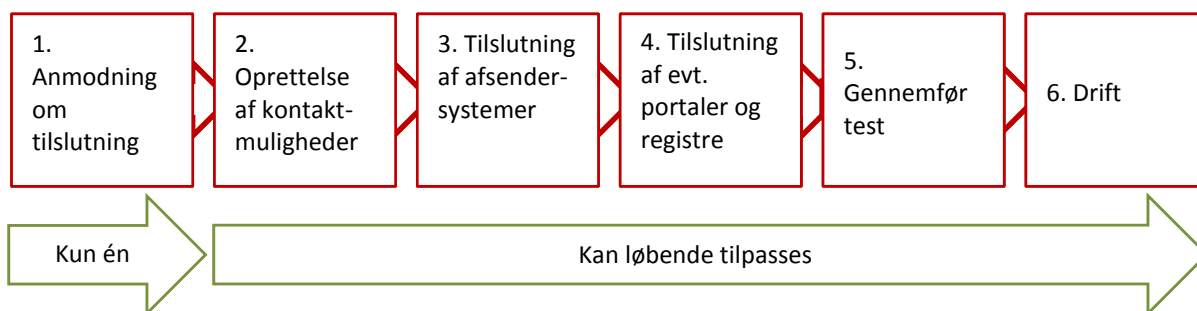 1.
Anmodning
om
tilslutning
2.
Oprettelse
af kontakt-
muligheder
3. Tilslutning
af afsender-
systemer
4. Tilslutning
af evt.
portaler og
registre
5.
Gennemfør
test
6. Drift
Kun én
Kan løbende tilpasses